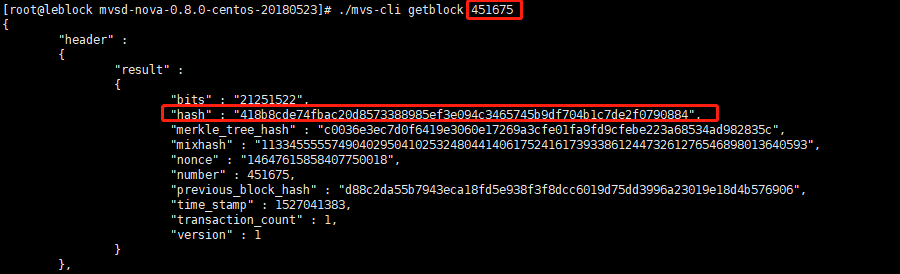 [root@leblock mvsd-nova-0.8.0-centos-20180523]# ./mvs-cli getblock 451675
{
"header" :
{
"result" :
{
"bits" : "21251522",
"hash" : "418b8cde74fbac20d8573388985ef3e094c3465745b9df704b1c7de2f0790884",
"merkle_tree_hash" : "c0036e3ec7d0f6419e3060e17269a3cfe01fa9fd9cfebe223a68534ad982835c",
"mixhash" : "113345555574904029504102532480441406175241617393386124473261276546898013640593",
"nonce" : "14647615858407750018",
"number" : 451675,
"previous_block_hash" : "d88c2da55b7943eca18fd5e938f3f8dcc6019d75dd3996a23019e18d4b576906",
"time_stamp" : 1527041383,
"transaction_count" : 1,
"version" : 1
}
},